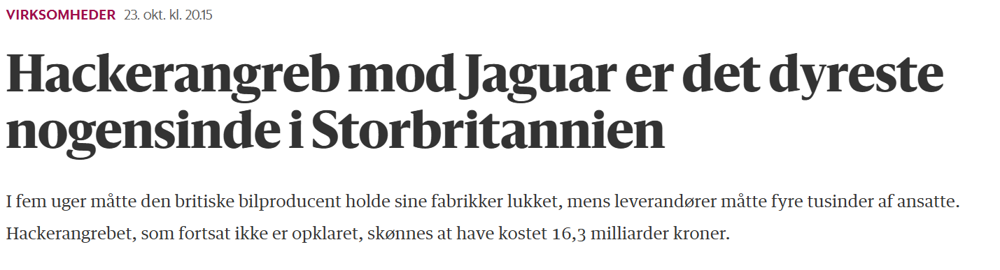 VIRKSOMHEDER 23. okt. kl. 20.15
Hackerangreb mod Jaguar er det dyreste
nogensinde i Storbritannien
I fem uger måtte den britiske bilproducent holde sine fabrikker lukket, mens leverandører måtte fyre tusinder af ansatte.
Hackerangrebet, som fortsat ikke er opklaret, skønnes at have kostet 16,3 milliarder kroner.